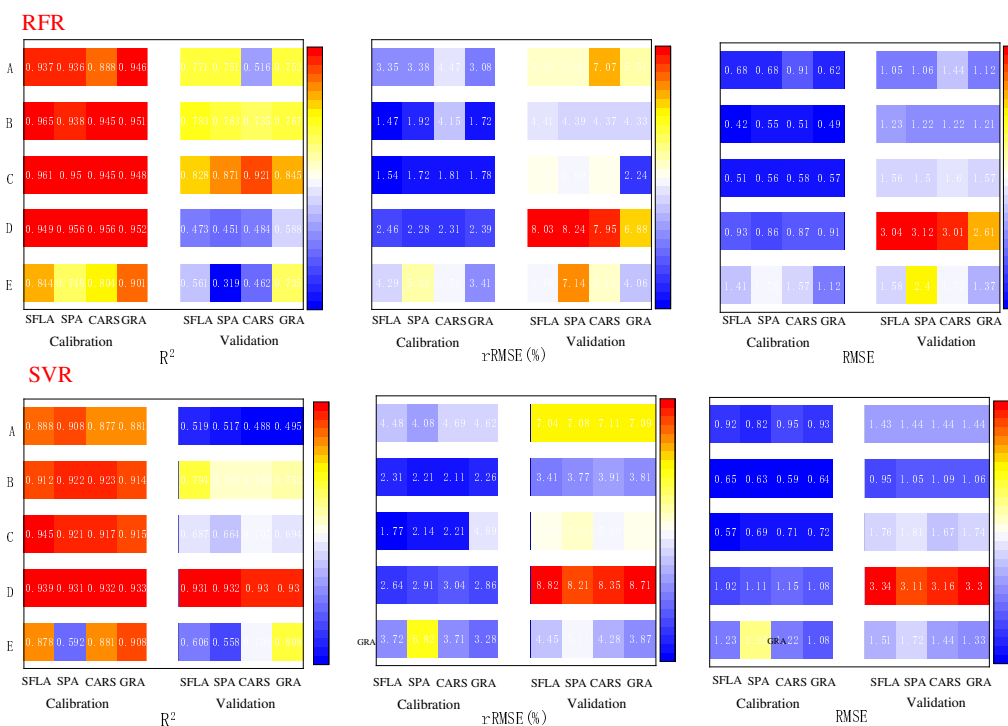 RFR
A
0.937 0.936 0.888 0.946
0.516
3.35 3.38 4.47 3.08
7.07
0.68 0.68 0.91 0.62
1.05 1.06 1.44 1.12
B
0.965 0.938 0.945 0.951
1.47 1.92 4.15 1.72
4.39 4.37 4.33
0.42 0.55 0.51 0.49
1.23 1.22 1.22 1.21
C
0.961 0.95 0.945 0.948
0.828 0.871 0.921 0.845
1.54 1.72 1.81 1.78
2.24
0.51 0.56 0.58 0.57
1.56 1.5 1.6 1.57
D
0.949 0.956 0.956 0.952
0.473 0.451 0.484 0.588
2.46 2.28 2.31 2.39
8.03 8.24 7.95 6.88
0.93 0.86 0.87 0.91
3.04 3.12 3.01 2.61
E
0.844 0.804 0.901
0.561 0.319 0.462
4.29 3.41
7.14 4.06
1.41 1.57 1.12
1.58 2.4 1.37
SFLA SPA CARS GRA SFLA SPA CARS GRA
Calibration Validation
R²
SFLA SPA CARS GRA SFLA SPA CARS GRA
Calibration Validation
rRMSE(%)
SFLA SPA CARS GRA SFLA SPA CARS GRA
Calibration Validation
RMSE
SVR
A
0.888 0.908 0.877 0.881
0.519 0.517 0.488 0.495
4.48 4.08 4.69 4.62
7.04 7.08 7.11 7.09
0.92 0.82 0.95 0.93
1.43 1.44 1.44 1.44
B
0.912 0.922 0.923 0.914
0.794
2.31 2.21 2.11 2.26
3.41 3.77 3.91 3.81
0.65 0.63 0.59 0.64
0.95 1.05 1.09 1.06
C
0.945 0.921 0.917 0.915
0.687 0.664 0.694
1.77 2.14 2.21 4.89
0.57 0.69 0.71 0.72
1.76 1.81 1.67 1.74
D
0.939 0.931 0.932 0.933
0.931 0.932 0.93 0.93
2.64 2.91 3.04 2.86
8.82 8.21 8.35 8.71
1.02 1.11 1.15 1.08
3.34 3.11 3.16 3.3
E
0.878 0.592 0.881 0.908
0.606 0.558
GRA
3.72 3.71 3.28
4.45 4.28 3.87
1.23 GRA 1.08
1.51 1.72 1.44 1.33
SFLA SPA CARS GRA SFLA SPA CARS GRA
Calibration Validation
R²
SFLA SPA CARS GRA SFLA SPA CARS GRA
Calibration Validation
rRMSE(%)
SFLA SPA CARS GRA SFLA SPA CARS GRA
Calibration Validation
RMSE